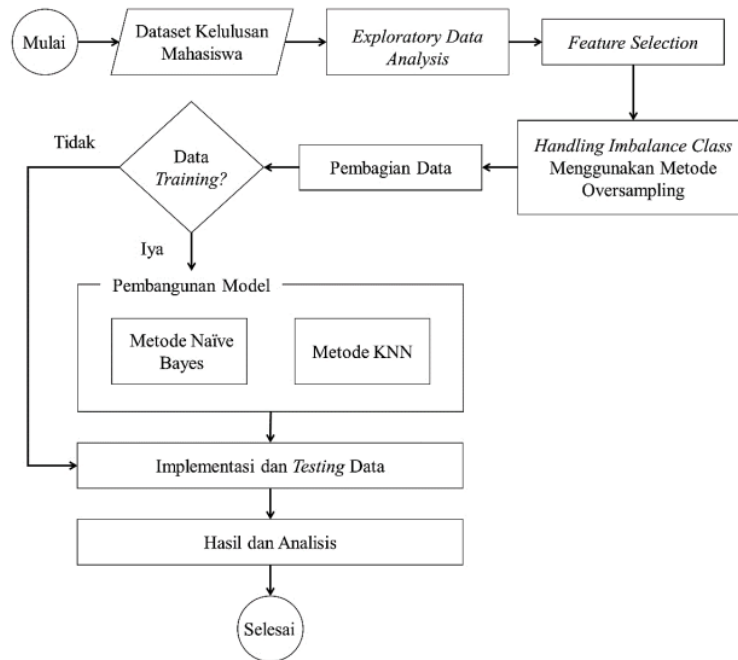 Mulai
Dataset Kelulusan
Mahasiswa
Exploratory Data
Analysis
Feature Selection
Handling Imbalance Class
Menggunakan Metode
Oversampling
Pembagian Data
Data
Training?
Tidak
Iya
Pembangunan Model
Metode Naïve
Bayes
Metode KNN
Implementasi dan Testing Data
Hasil dan Analisis
Selesai